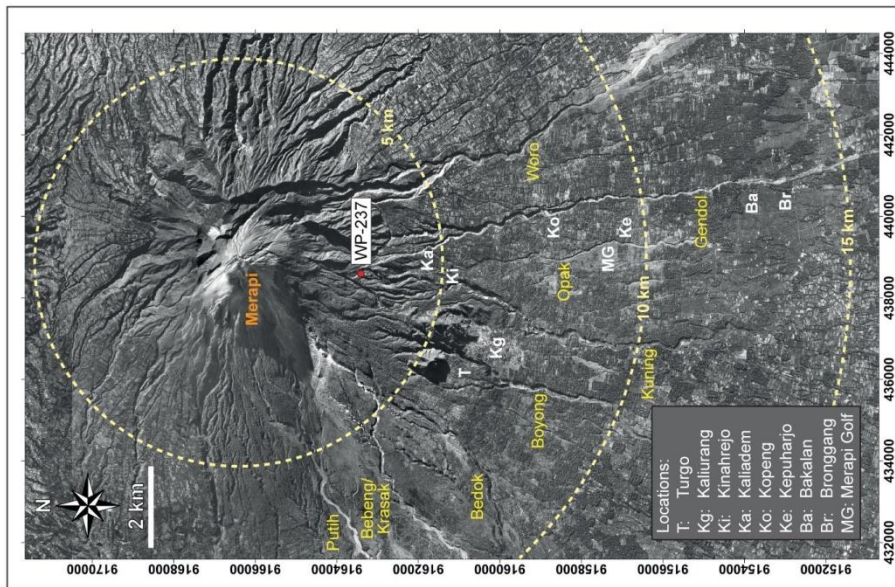 N
2 km
Merapi
WP-237
5 km
10 km
15 km
Putih
Bebeng/
Krasak
Bedok
Boyong
Kuning
Opak
Gendol
Woro
T
Kg
Ki
Ka
Ko
MG
Ke
Ba
Br
Locations:
T: Turgo
Kg: Kaliurang
Ki: Kinahrejo
Ka: Kaliadem
Ko: Kopeng
Ke: Kepuharjo
Ba: Bakalan
Br: Bronggang
MG: Merapi Golf
9170000
9168000
9166000
9164000
9162000
9160000
9158000
9156000
9154000
9152000
432000
434000
436000
438000
440000
442000
444000